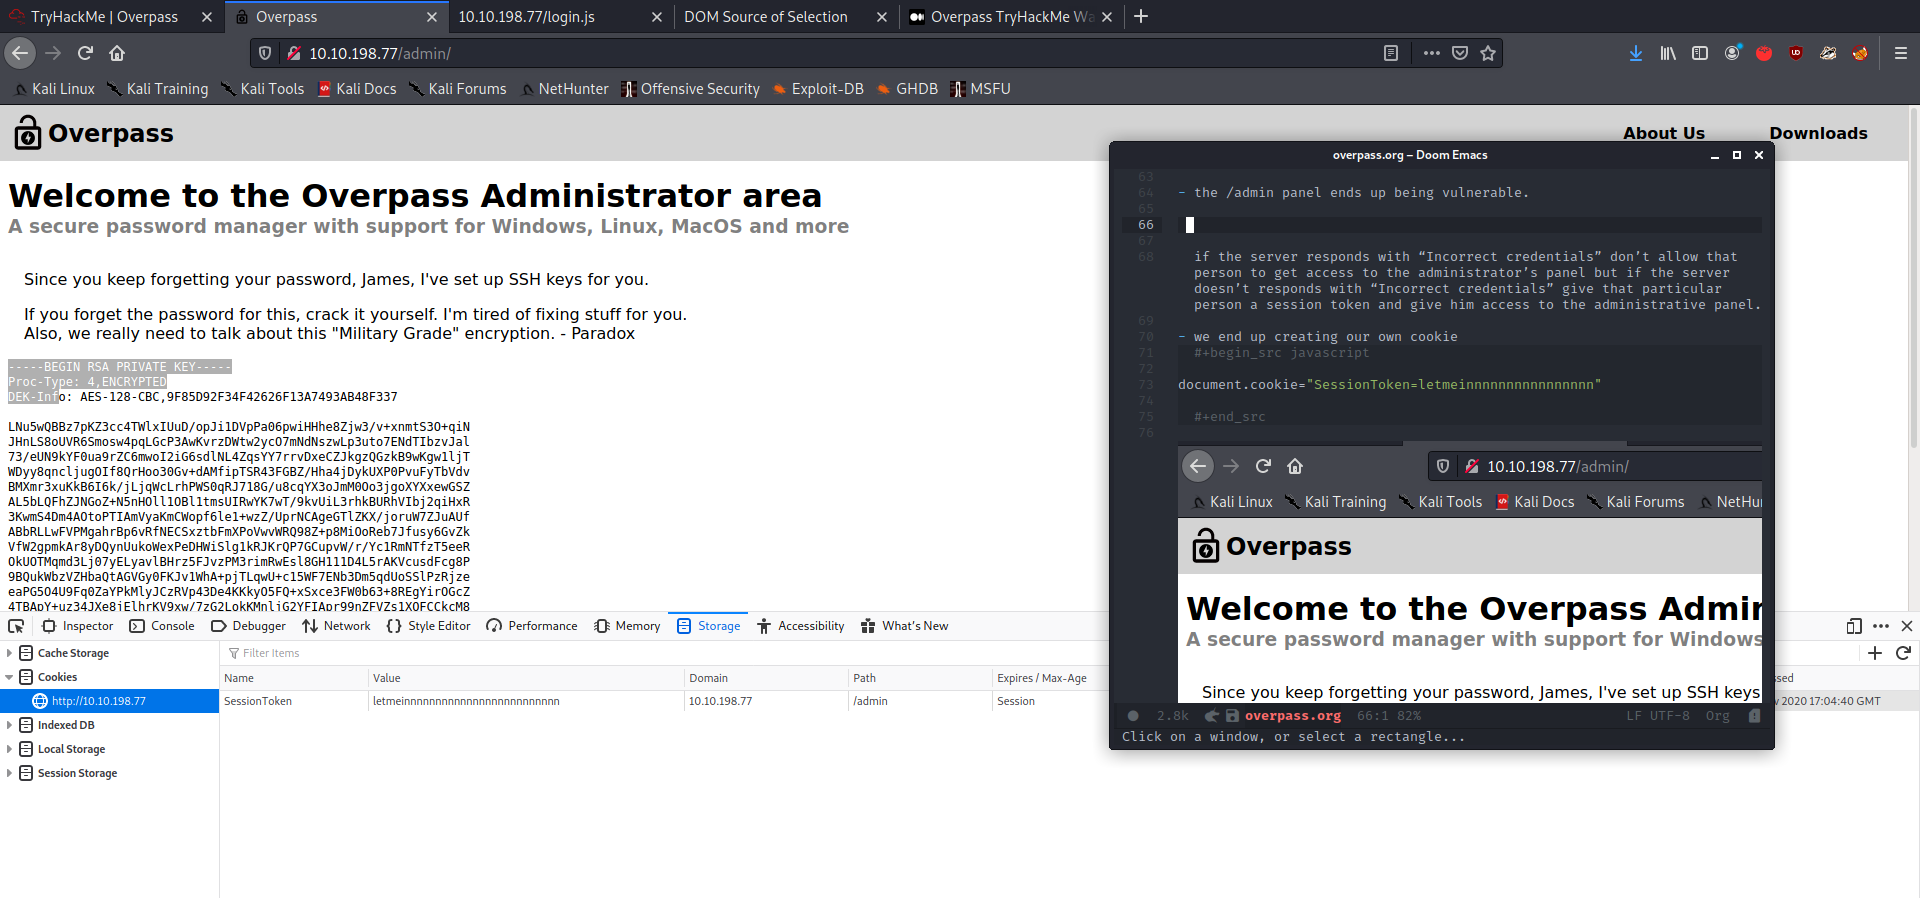 TryHackMe | Overpass
Overpass
10.10.198.77/login.js
DOM Source of Selection
Overpass TryHackMe Wa
10.10.198.77/admin/
Kali Linux
Kali Training
Kali Tools
Kali Docs
Kali Forums
NetHunter
Offensive Security
Exploit-DB
GHDB
MSFU
Overpass
About Us
Downloads
Welcome to the Overpass Administrator area
A secure password manager with support for Windows, Linux, MacOS and more
Since you keep forgetting your password, James, I've set up SSH keys for you.
If you forget the password for this, crack it yourself. I'm tired of fixing stuff for you.
Also, we really need to talk about this "Military Grade" encryption. - Paradox
-----BEGIN RSA PRIVATE KEY-----
Proc-Type: 4,ENCRYPTED
DEK-Info: AES-128-CBC,9F85D92F34F42626F13A7493AB48F337
LNu5wQBBz7pKZ3cc4TWlxIUuD/opJi1DVpPa06pwiHHhe8Zjw3/v+xnmtS3O+qiN
JHnLS8oUVR6Smosw4pqLGcP3AwKvrzDWtw2ycO7mNdNszwLp3uto7ENdTIbzvJal
73/eUN9kYF0ua9rZC6mwoI2iG6sdlNL4ZqsYY7rrvDxeCZJkgzQGzkB9wKgw1ljT
WDyy8qncljugOIf8QrHoo30Gv+dAMfipTSR43FGBZ/Hha4jDykUXP0PvuFyTbVdv
BMXmr3xuKkB6I6k/jLjqWcLrhPWS0qRJ718G/u8cqYX3oJmM0Oo3jgoXYXxewGSZ
AL5bLQFhZJNGoZ+N5nHOll1OBl1tmsUIRwYK7wT/9kvUiL3rhkBURhVIbj2qiHxR
3KwmS4Dm4AOtoPTIAmVyaKmCWopf6le1+wzZ/UprNCAgeGTlZKX/joruW7ZJuAUf
ABbRLLwFVPMgahrBp6vRfNECSxztbFmXPoVwvWRQ98Z+p8MiOoReb7Jfusy6GvZk
VfW2gpmkAr8yDQynUukoWexPeDHWiSlg1kRJKrQP7GCupvW/r/Yc1RmNTfzT5eeR
OkUOTMqmd3Lj07yELyavlBHrz5FJvzPM3rimRwEsl8GH111D4L5rAKVcusdFcg8P
9BQukWbzVZHbaQtAGVGy0FKJv1WhA+pjTLqwU+c15WF7ENb3Dm5qdUoSSlPzRjze
eaPG5O4U9Fq0ZaYPkMlyJCzRVp43De4KKkyO5FQ+xSxce3FW0b63+8REgYirOGcZ
4TBApY+uz34JXe8jElhrKV9xw/7zG2LokKMnljG2YFIApr99nZFVZs1XOFCCkcM8
overpass.org – Doom Emacs
63
64 - the /admin panel ends up being vulnerable.
65
66
67
68 if the server responds with “Incorrect credentials” don’t allow that
person to get access to the administrator’s panel but if the server
doesn’t responds with “Incorrect credentials” give that particular
person a session token and give him access to the administrative panel.
69
70 - we end up creating our own cookie
71 #+begin_src javascript
72
73 document.cookie="SessionToken=letmeinnnnnnnnnnnnnnnn"
74
75 #+end_src
76
10.10.198.77/admin/
Kali Linux
Kali Training
Kali Tools
Kali Docs
Kali Forums
NetHun
Overpass
Welcome to the Overpass Admin
A secure password manager with support for Windows
Since you keep forgetting your password, James, I've set up SSH keys
2.8k overpass.org 66:1 82% LF UTF-8 Org
Click on a window, or select a rectangle...
Inspector
Console
Debugger
Network
Style Editor
Performance
Memory
Storage
Accessibility
What's New
Cache Storage
Cookies
http://10.10.198.77
Indexed DB
Local Storage
Session Storage
Filter Items
Name Value Domain Path Expires / Max-Age ssed
SessionToken letmeinnnnnnnnnnnnnnnnnnnnnnnnnn 10.10.198.77 /admin Session v 2020 17:04:40 GMT